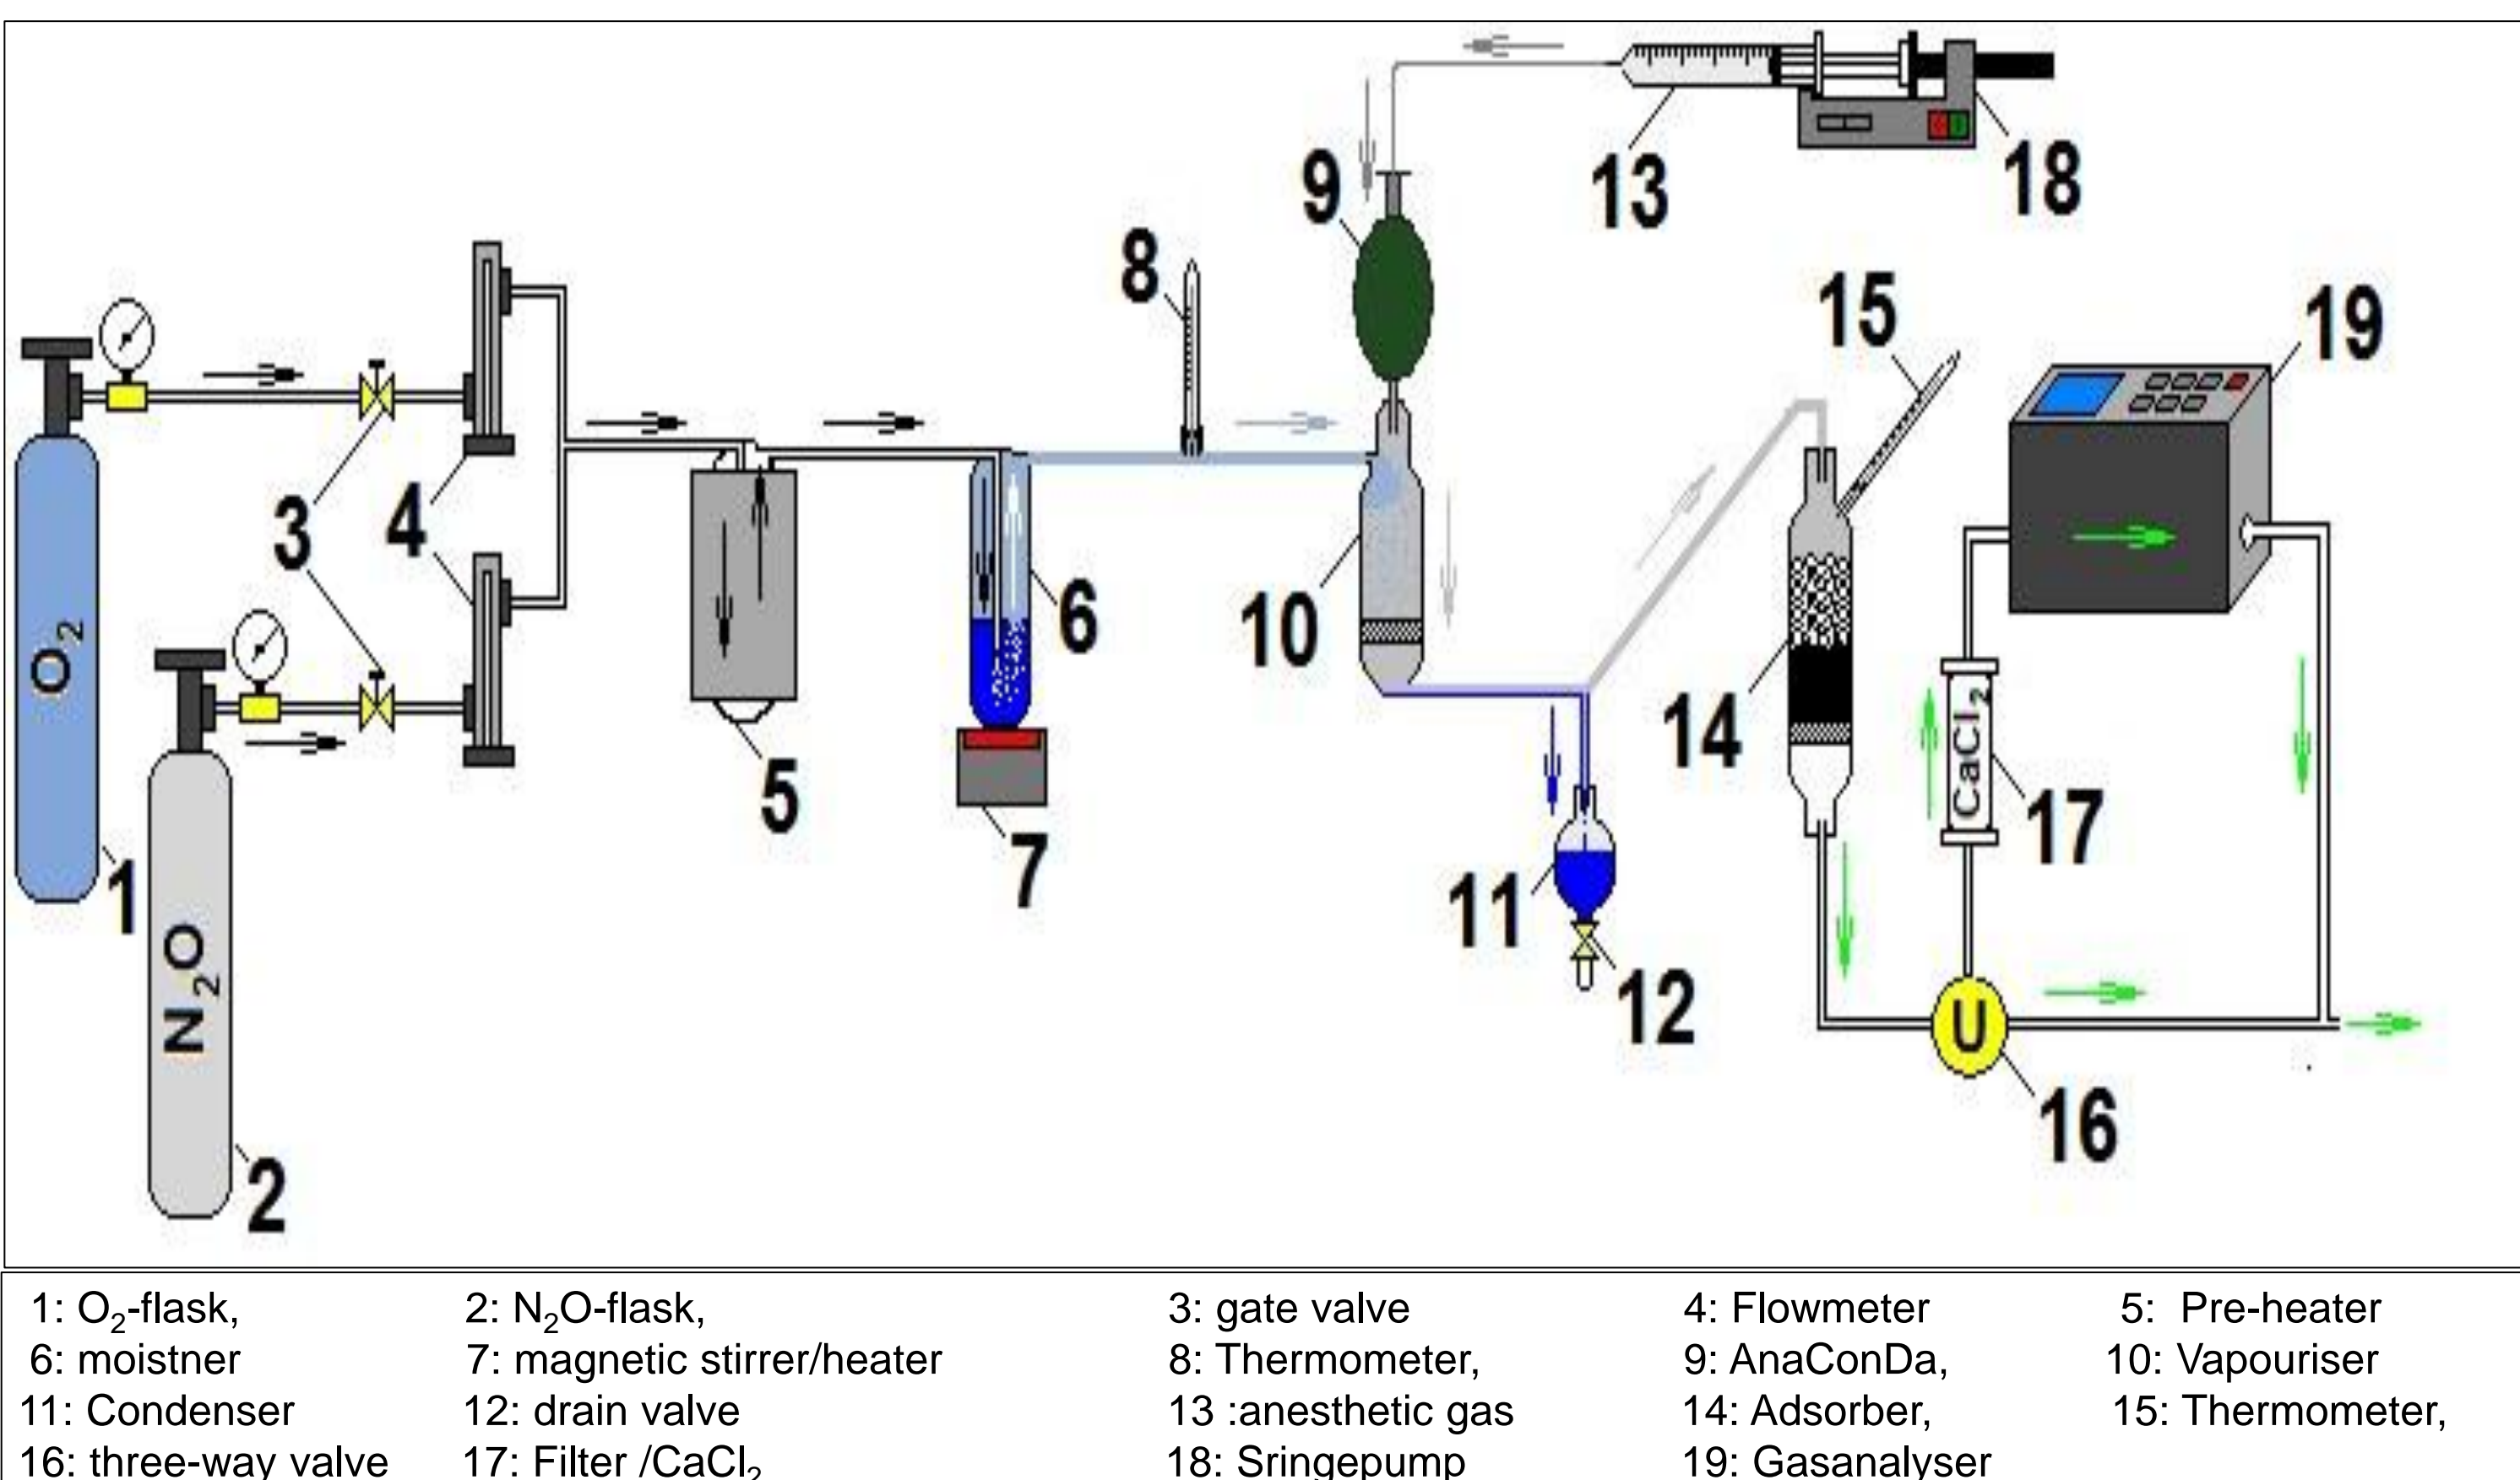 13
18
9
8
15
19
3
4
O2
10
6
14
CaCl2
17
5
7
1
11
12
N2O
U
16
2
1: O2-flask, 2: N2O-flask, 3: gate valve 4: Flowmeter 5: Pre-heater
6: moistner 7: magnetic stirrer/heater 8: Thermometer, 9: AnaConDa, 10: Vapouriser
11: Condenser 12: drain valve 13 :anesthetic gas 14: Adsorber, 15: Thermometer,
16: three-way valve 17: Filter /CaCl2 18: Sringepump 19: Gasanalyser